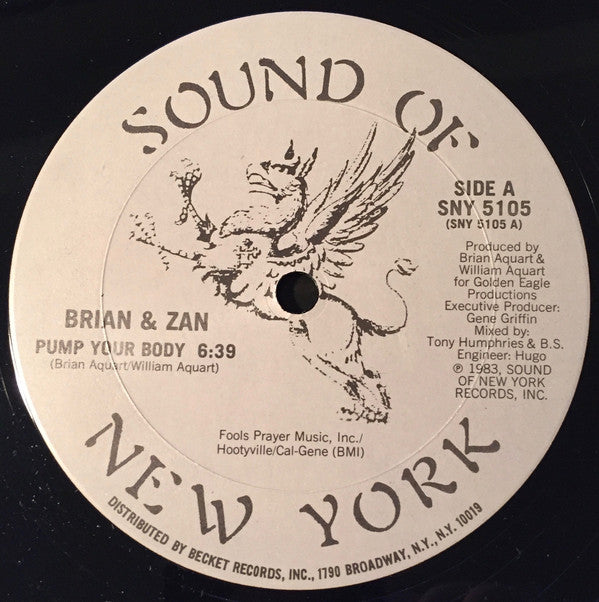 SOUND OF
SIDE A
SNY 5105
(SNY 5105 A)
Produced by
Brian Aquart &
William Aquart
for Golden Eagle
Productions
Executive Producer:
Gene Griffin
Mixed by:
Tony Humphries & B.S.
Engineer: Hugo
℗ 1983, SOUND
OF NEW YORK
RECORDS, INC.
BRIAN & ZAN
PUMP YOUR BODY 6:39
(Brian Aquart/William Aquart)
Fools Prayer Music, Inc./
Hootyville/Cal-Gene (BMI)
NEW YORK
DISTRIBUTED BY BECKET RECORDS, INC., 1790 BROADWAY, N.Y., N.Y. 10019